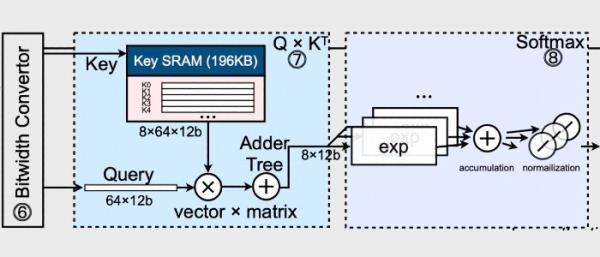 ⑥ Bitwidth Convertor
Key
Key SRAM (196KB)
K0
K1
K2
K3
K4
...
8×64×12b
Query
64×12b
vector × matrix
Adder
Tree
Q × Kᵀ
⑦
8×12b
Softmax
⑧
...
exp
exp
accumulation
normailization